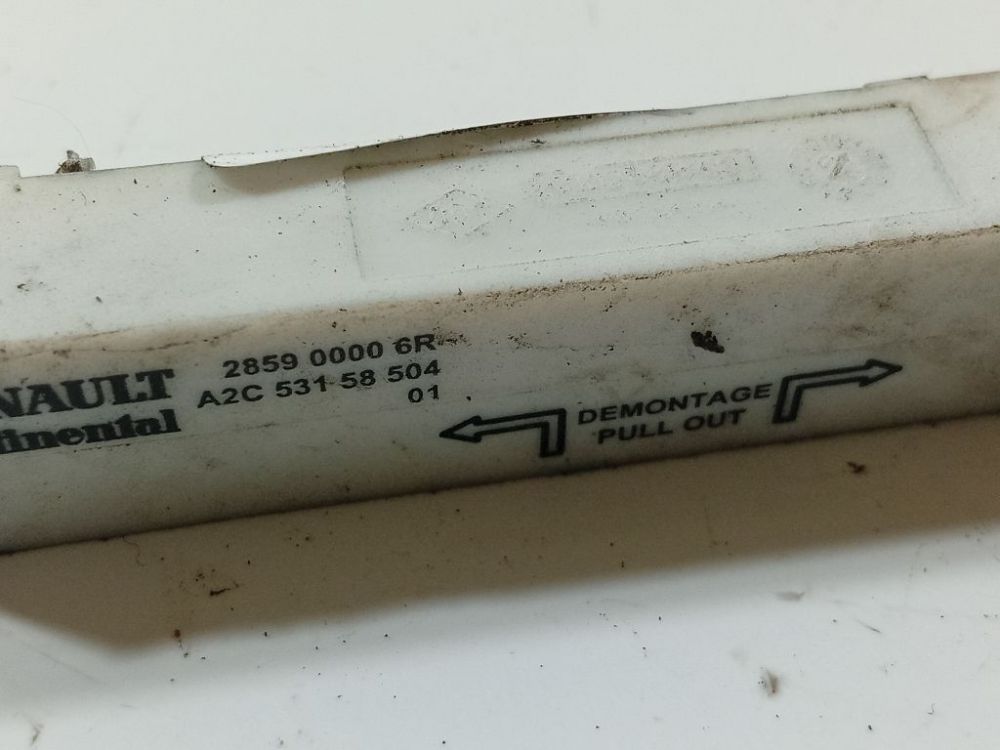 NAULT
tinental
2859 0000 6R
A2C 531 58 504
01
DEMONTAGE
PULL OUT